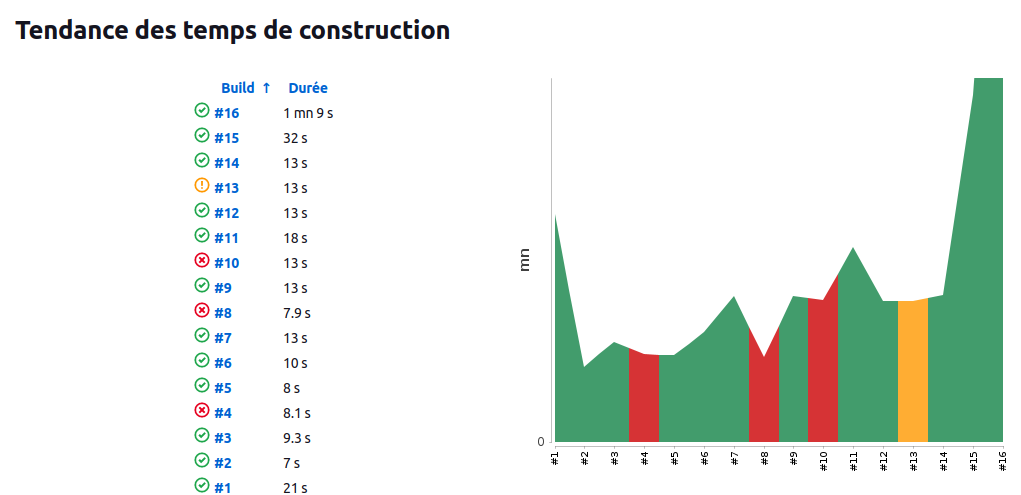 Tendance des temps de construction
Build ↑ Durée
#16 1 mn 9 s
#15 32 s
#14 13 s
#13 13 s
#12 13 s
#11 18 s
#10 13 s
#9 13 s
#8 7.9 s
#7 13 s
#6 10 s
#5 8 s
#4 8.1 s
#3 9.3 s
#2 7 s
#1 21 s
mn
0
#1 #2 #3 #4 #5 #6 #7 #8 #9 #10 #11 #12 #13 #14 #15 #16